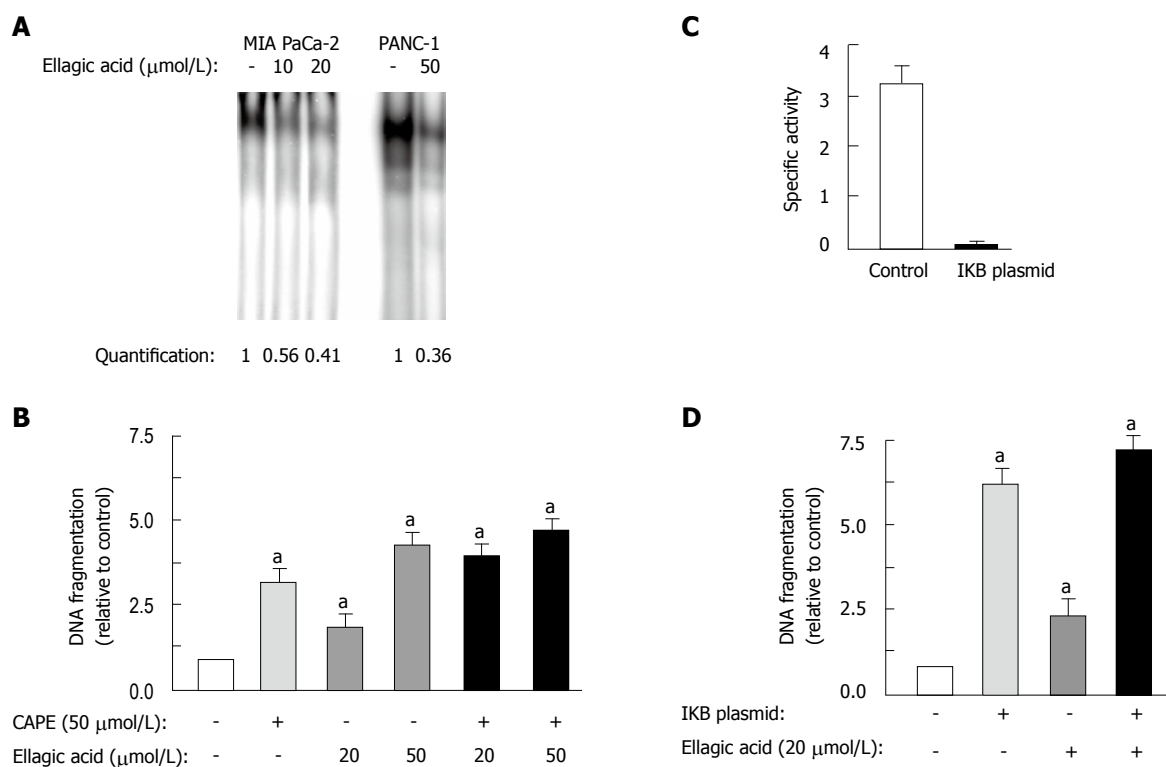 A
MIA PaCa-2 PANC-1
Ellagic acid (μmol/L): - 10 20 - 50
Quantification: 1 0.56 0.41 1 0.36
C
4
3
2
1
0
Specific activity
Control IKB plasmid
B
7.5
5.0
2.5
0.0
DNA fragmentation
(relative to control)
a a a a a
CAPE (50 μmol/L): - + - - + +
Ellagic acid (μmol/L): - - 20 50 20 50
D
7.5
5.0
2.5
0.0
DNA fragmentation
(relative to control)
a a a
IKB plasmid: - + - +
Ellagic acid (20 μmol/L): - - + +